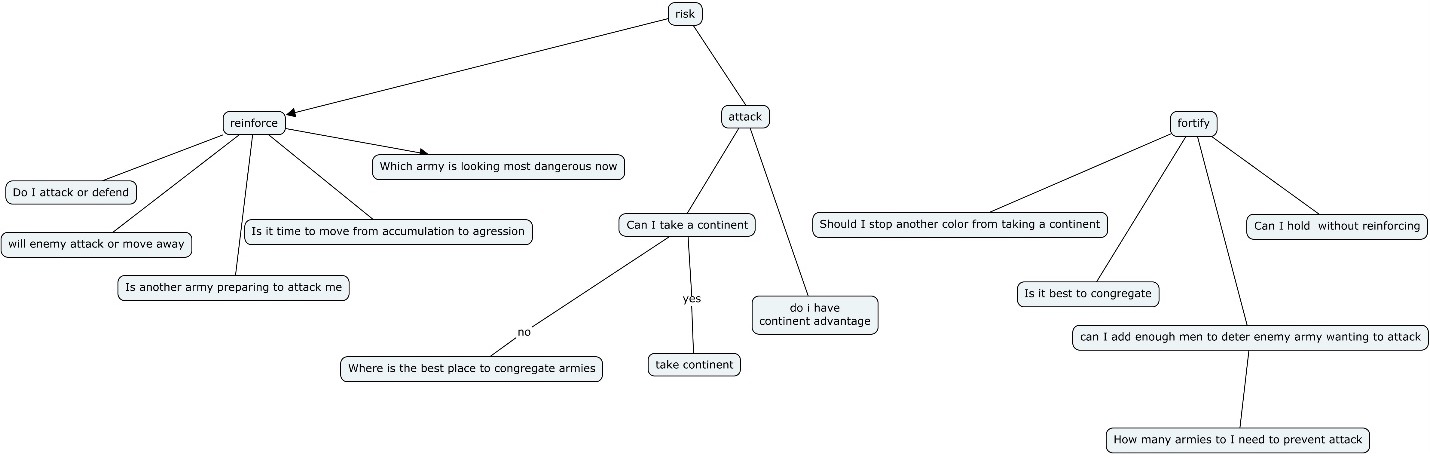 risk
reinforce
attack
fortify
Which army is looking most dangerous now
Do I attack or defend
Should I stop another color from taking a continent
Can I take a continent
Can I hold  without reinforcing
Is it time to move from accumulation to agression
will enemy attack or move away
Is another army preparing to attack me
Is it best to congregate
yes
do i have
continent advantage
no
can I add enough men to deter enemy army wanting to attack
take continent
Where is the best place to congregate armies
How many armies to I need to prevent attack